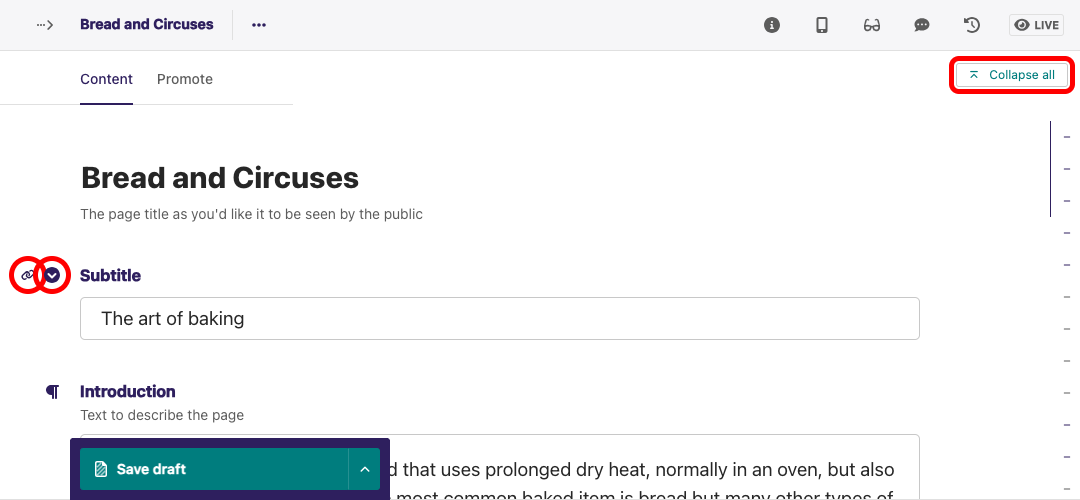 Bread and Circuses
LIVE
Content
Promote
Collapse all
Bread and Circuses
The page title as you'd like it to be seen by the public
Subtitle
The art of baking
Introduction
Text to describe the page
Save draft
that uses prolonged dry heat, normally in an oven, but also
most common baked item is bread but many other types of